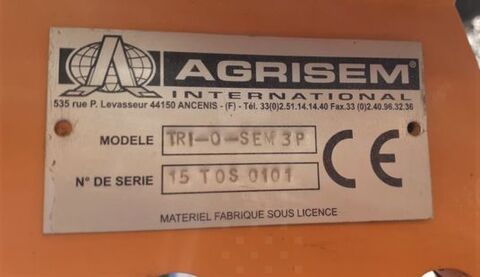 AGRISEM®
INTERNATIONAL
535 rue P. Levasseur 44150 ANCENIS - (F) - Tél. 33(0)2.51.14.14.40 Fax.33 (0)2.40.96.32.36
MODELE TRI-O-SEM 3P
N° DE SERIE 15 TOS 0101
CE
MATERIEL FABRIQUE SOUS LICENCE